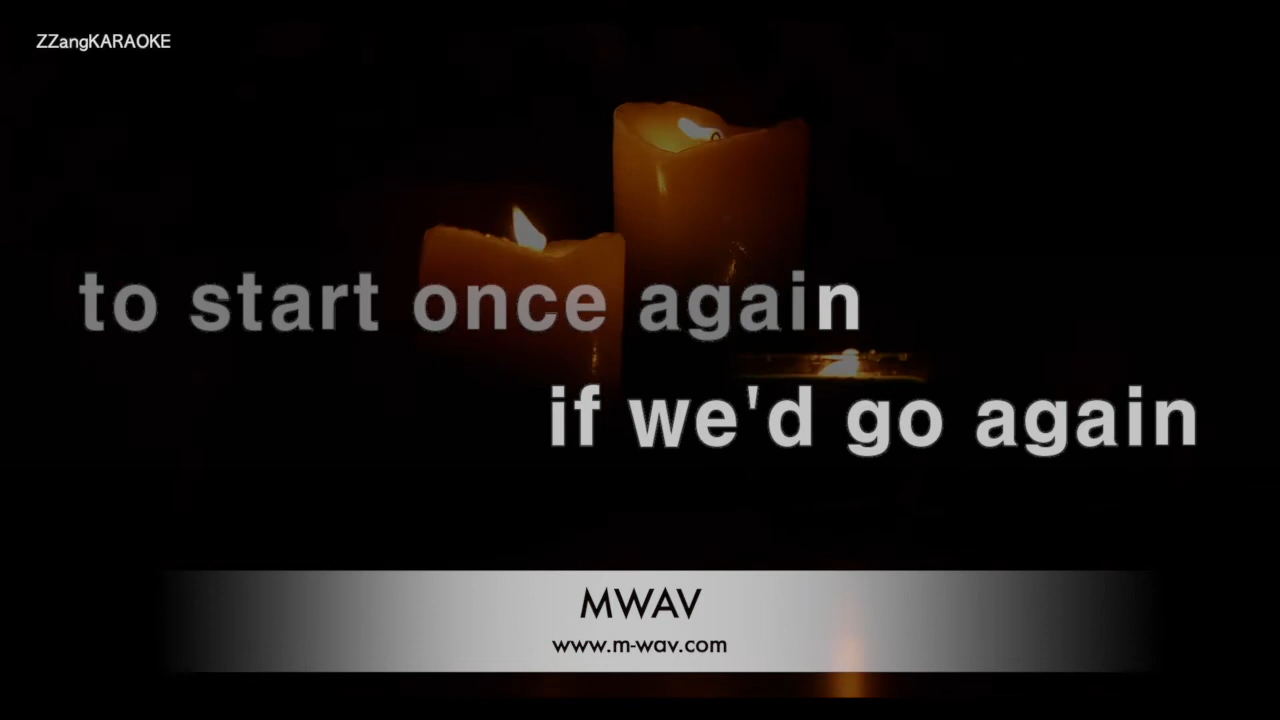 ZZangKARAOKE
to start once again
if we'd go again
MWAV
www.m-wav.com